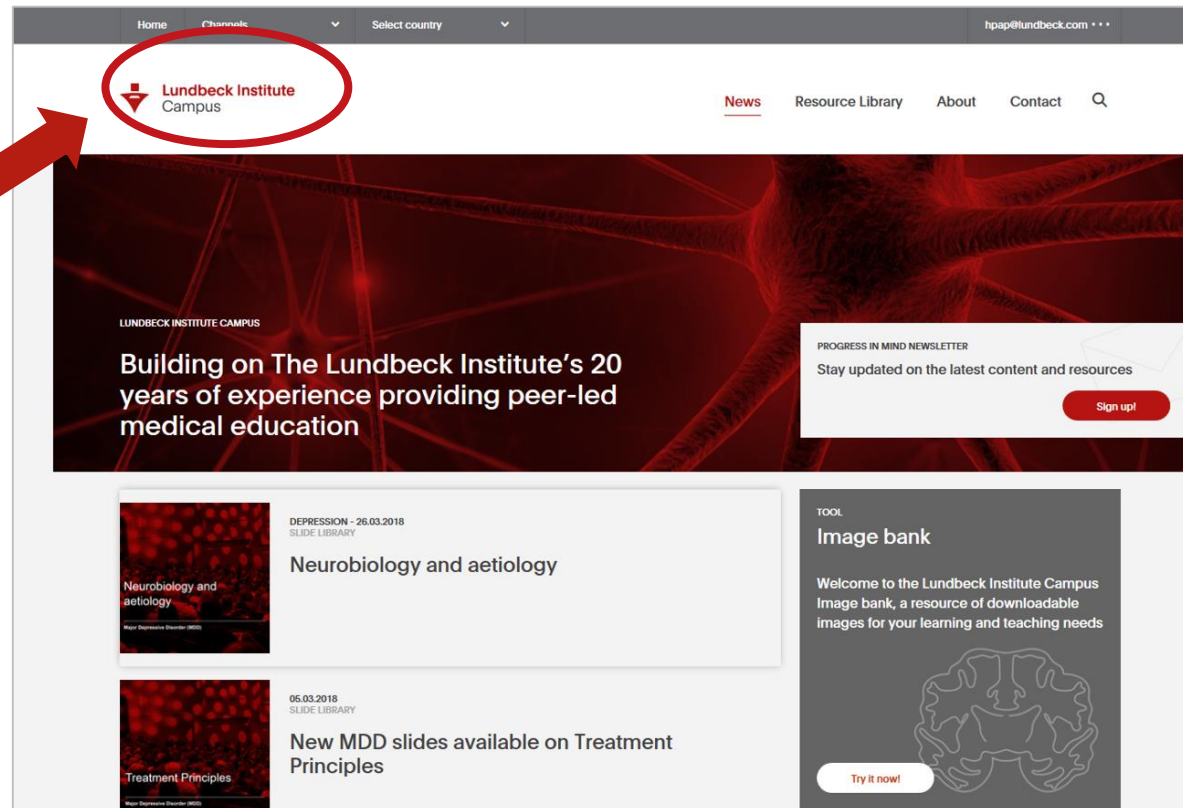 Home Channels Select country hpap@lundbeck.com
Lundbeck Institute
Campus
News Resource Library About Contact
LUNDBECK INSTITUTE CAMPUS
Building on The Lundbeck Institute's 20
years of experience providing peer-led
medical education
PROGRESS IN MIND NEWSLETTER
Stay updated on the latest content and resources
Sign up!
Neurobiology and
aetiology
Major Depressive Disorder (MDD)
DEPRESSION - 26.03.2018
SLIDE LIBRARY
Neurobiology and aetiology
TOOL
Image bank
Welcome to the Lundbeck Institute Campus
Image bank, a resource of downloadable
images for your learning and teaching needs
Try it now!
Treatment Principles
Major Depressive Disorder (MDD)
05.03.2018
SLIDE LIBRARY
New MDD slides available on Treatment
Principles